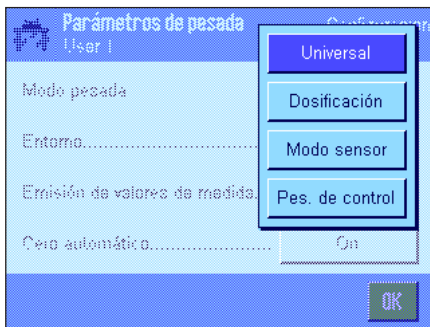 Parámetros de pesada
User 1
Universal
Modo pesada
Dosificación
Entorno..............................
Modo sensor
Emisión de valores de medida.
Pes. de control
Cero automático..................... On
OK